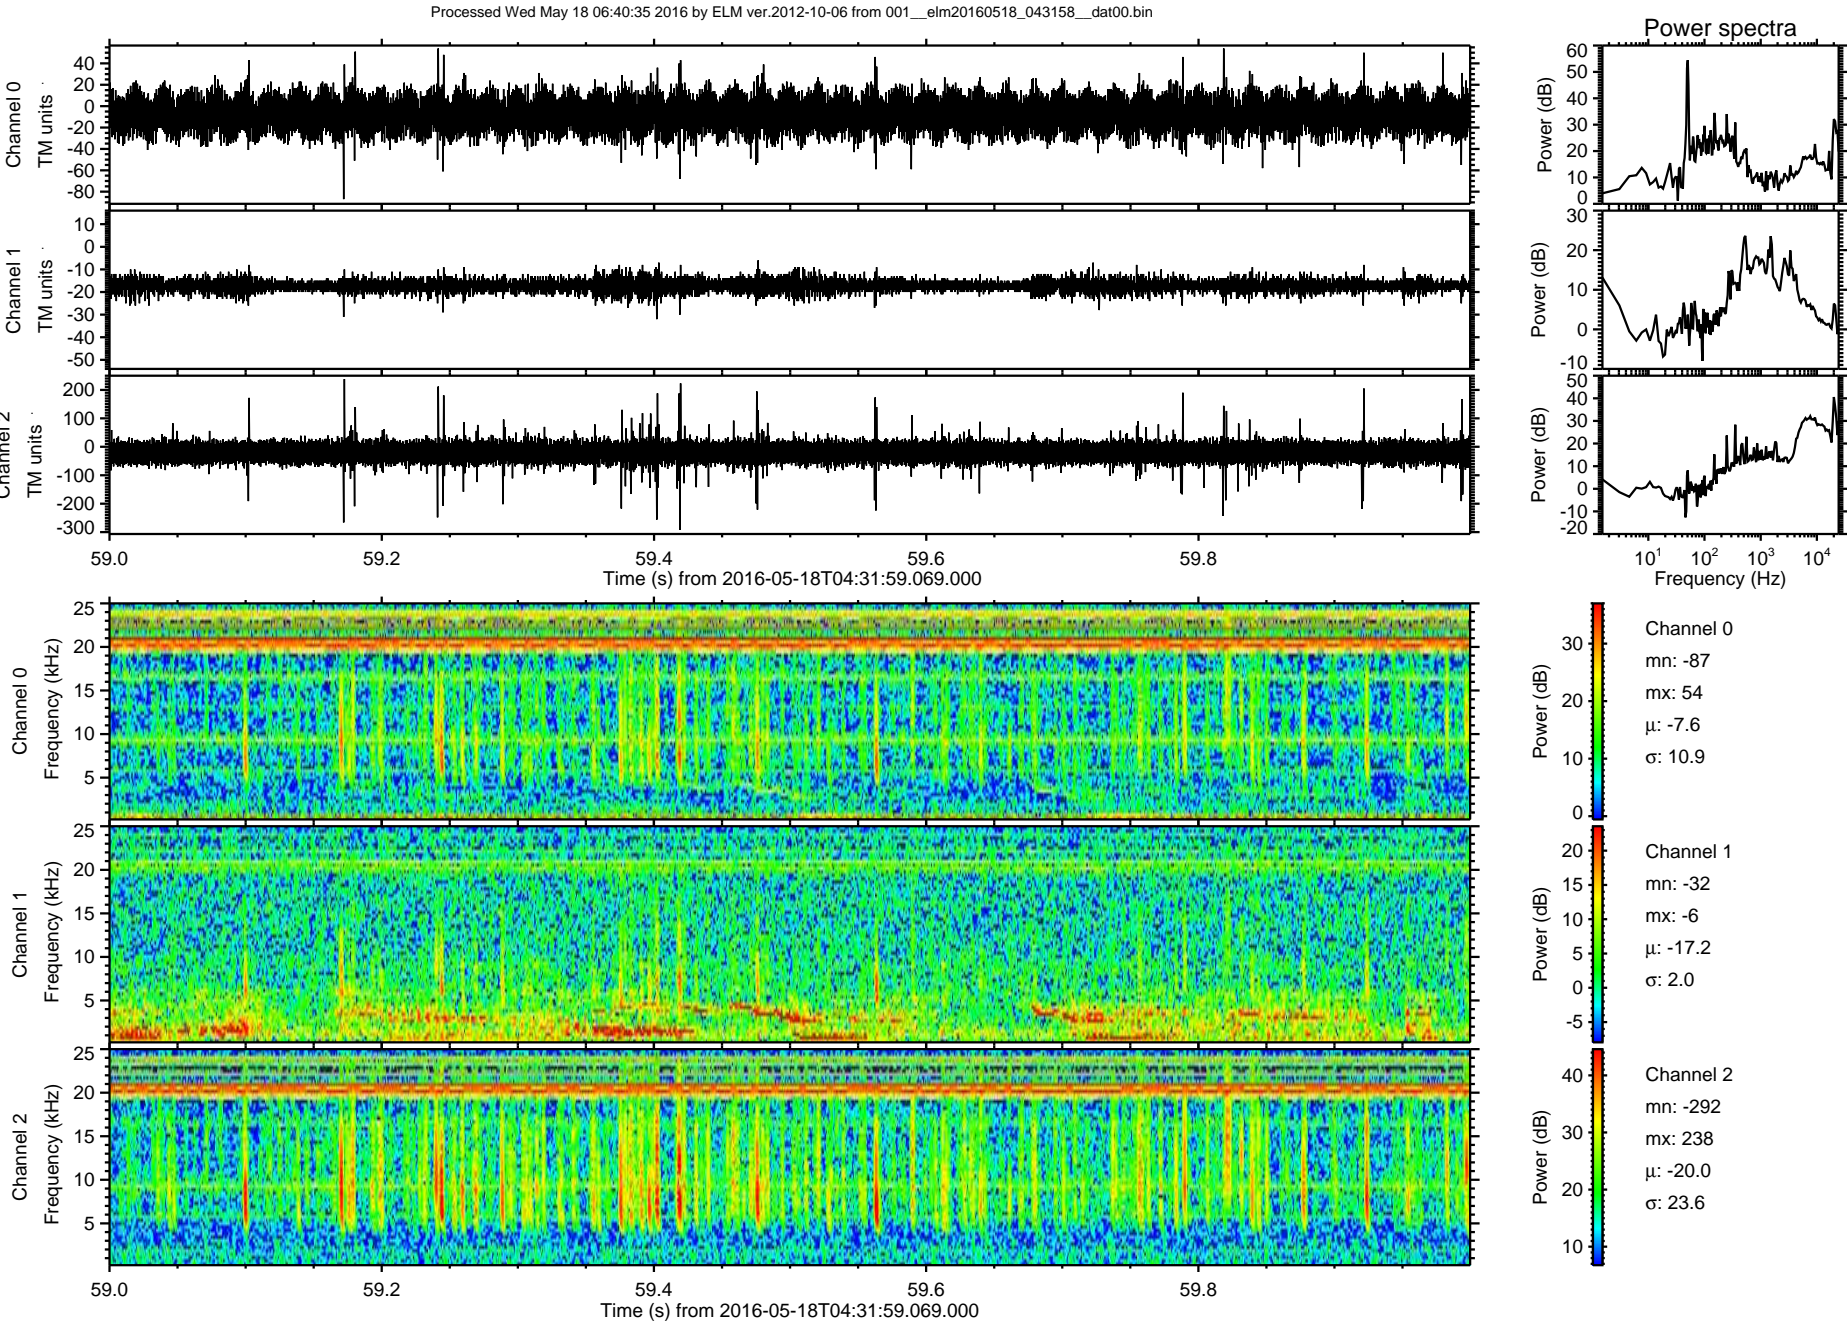 Processed Wed May 18 06:40:35 2016 by ELM ver.2012-10-06 from 001__elm20160518_043158__dat00.bin
Power spectra
Channel 0
TM units
40
20
0
-20
-40
-60
-80
Power (dB)
60
50
40
30
20
10
0
Channel 1
TM units
10
0
-10
-20
-30
-40
-50
Power (dB)
30
20
10
0
-10
Channel 2
TM units
200
100
0
-100
-200
-300
Power (dB)
50
40
30
20
10
0
-10
-20
59.0 59.2 59.4 59.6 59.8
Time (s) from 2016-05-18T04:31:59.069.000
10¹ 10² 10³ 10⁴
Frequency (Hz)
Channel 0
Frequency (kHz)
25
20
15
10
5
Power (dB)
30
20
10
0
Channel 0
mn: -87
mx: 54
μ: -7.6
σ: 10.9
Channel 1
Frequency (kHz)
25
20
15
10
5
Power (dB)
20
15
10
5
0
-5
Channel 1
mn: -32
mx: -6
μ: -17.2
σ: 2.0
Channel 2
Frequency (kHz)
25
20
15
10
5
Power (dB)
40
30
20
10
Channel 2
mn: -292
mx: 238
μ: -20.0
σ: 23.6
59.0 59.2 59.4 59.6 59.8
Time (s) from 2016-05-18T04:31:59.069.000